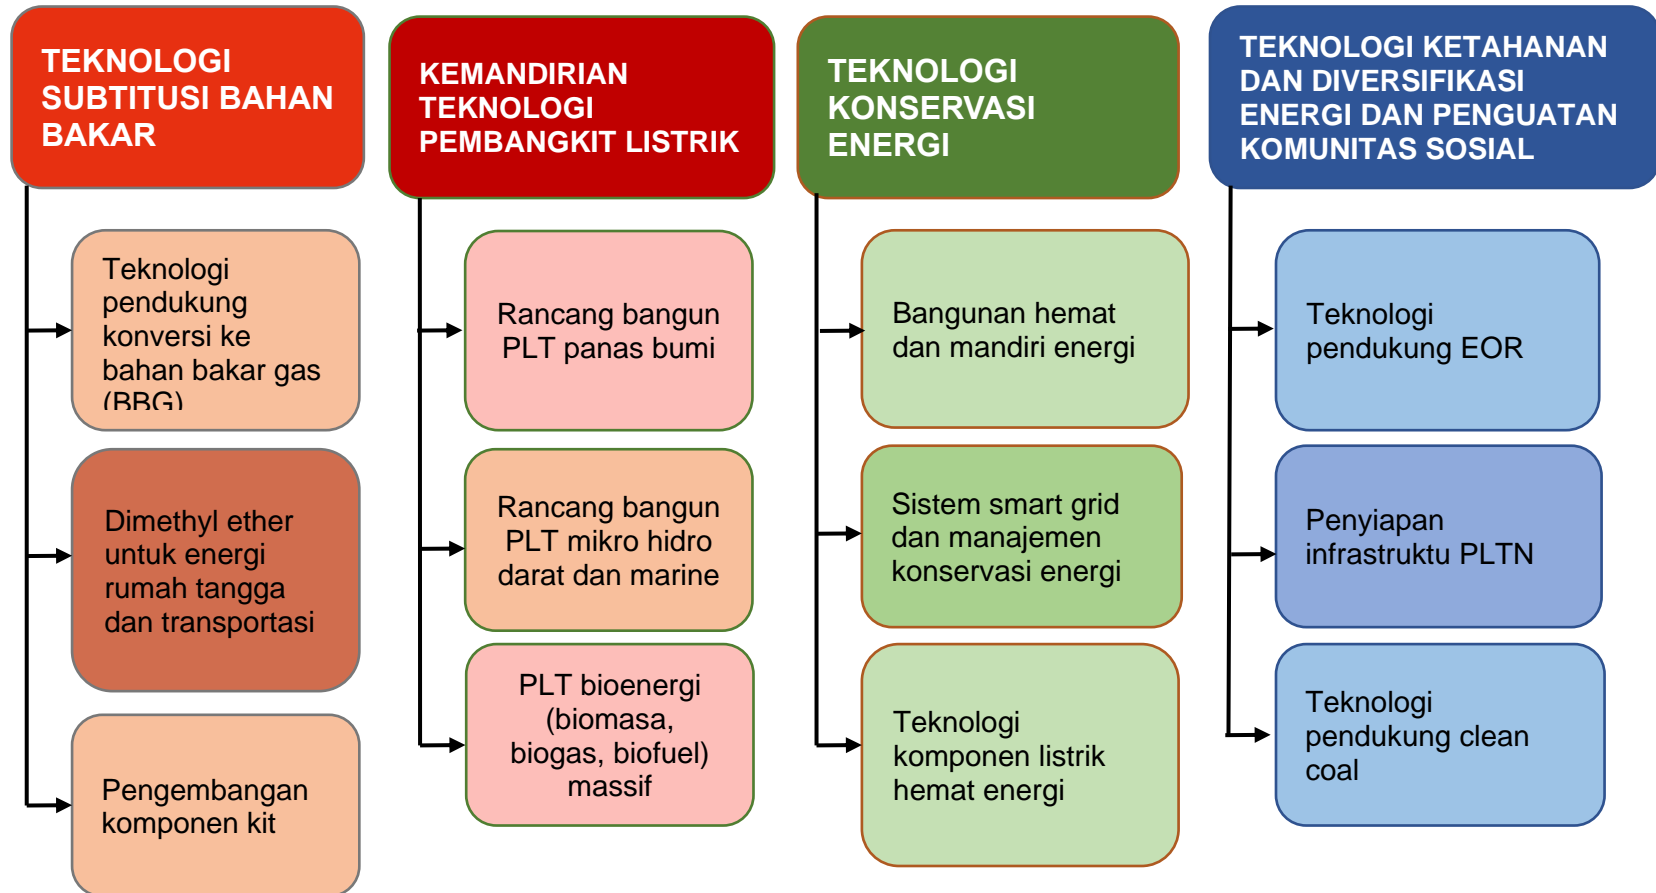 TEKNOLOGI
SUBTITUSI BAHAN
BAKAR
Teknologi
pendukung
konversi ke
bahan bakar gas
(BBG)
Dimethyl ether
untuk energi
rumah tangga
dan transportasi
Pengembangan
komponen kit
KEMANDIRIAN
TEKNOLOGI
PEMBANGKIT LISTRIK
Rancang bangun
PLT panas bumi
Rancang bangun
PLT mikro hidro
darat dan marine
PLT bioenergi
(biomasa,
biogas, biofuel)
massif
TEKNOLOGI
KONSERVASI
ENERGI
Bangunan hemat
dan mandiri energi
Sistem smart grid
dan manajemen
konservasi energi
Teknologi
komponen listrik
hemat energi
TEKNOLOGI KETAHANAN
DAN DIVERSIFIKASI
ENERGI DAN PENGUATAN
KOMUNITAS SOSIAL
Teknologi
pendukung EOR
Penyiapan
infrastruktu PLTN
Teknologi
pendukung clean
coal